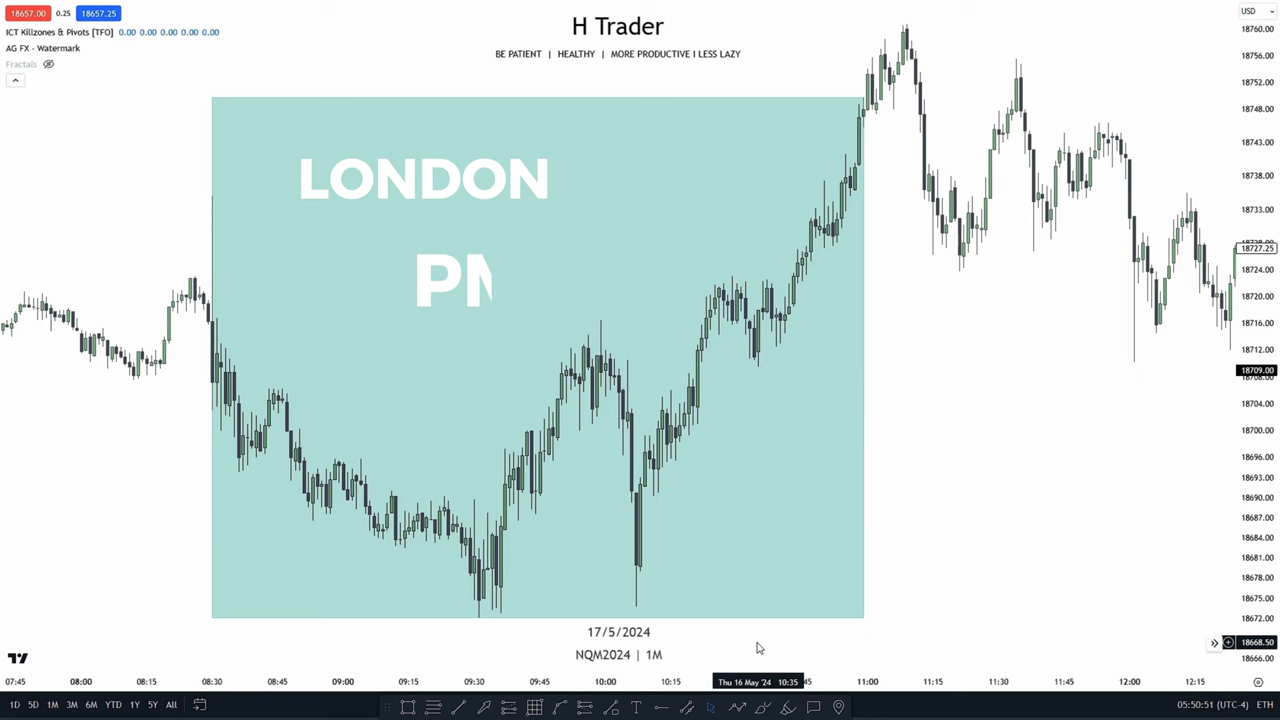 18657.00 0.25 18657.25
H Trader
USD
ICT Killzones & Pivots [TFO] 0.00 0.00 0.00 0.00 0.00
AG FX - Watermark
Fractals
BE PATIENT | HEALTHY | MORE PRODUCTIVE I LESS LAZY
LONDON
PM
18760.00
18756.00
18752.00
18748.00
18743.00
18738.00
18733.00
18727.25
18724.00
18720.00
18716.00
18712.00
18709.00
18704.00
18700.00
18696.00
18693.00
18690.00
18687.00
18684.00
18681.00
18678.00
18675.00
18672.00
18668.50
18666.00
17/5/2024
NQM2024 | 1M
07:45 08:00 08:15 08:30 08:45 09:00 09:15 09:30 09:45 10:00 10:15 Thu 16 May '24 10:35 11:00 11:15 11:30 11:45 12:00 12:15
1D 5D 1M 3M 6M YTD 1Y 5Y All
05:50:51 (UTC-4) ETH